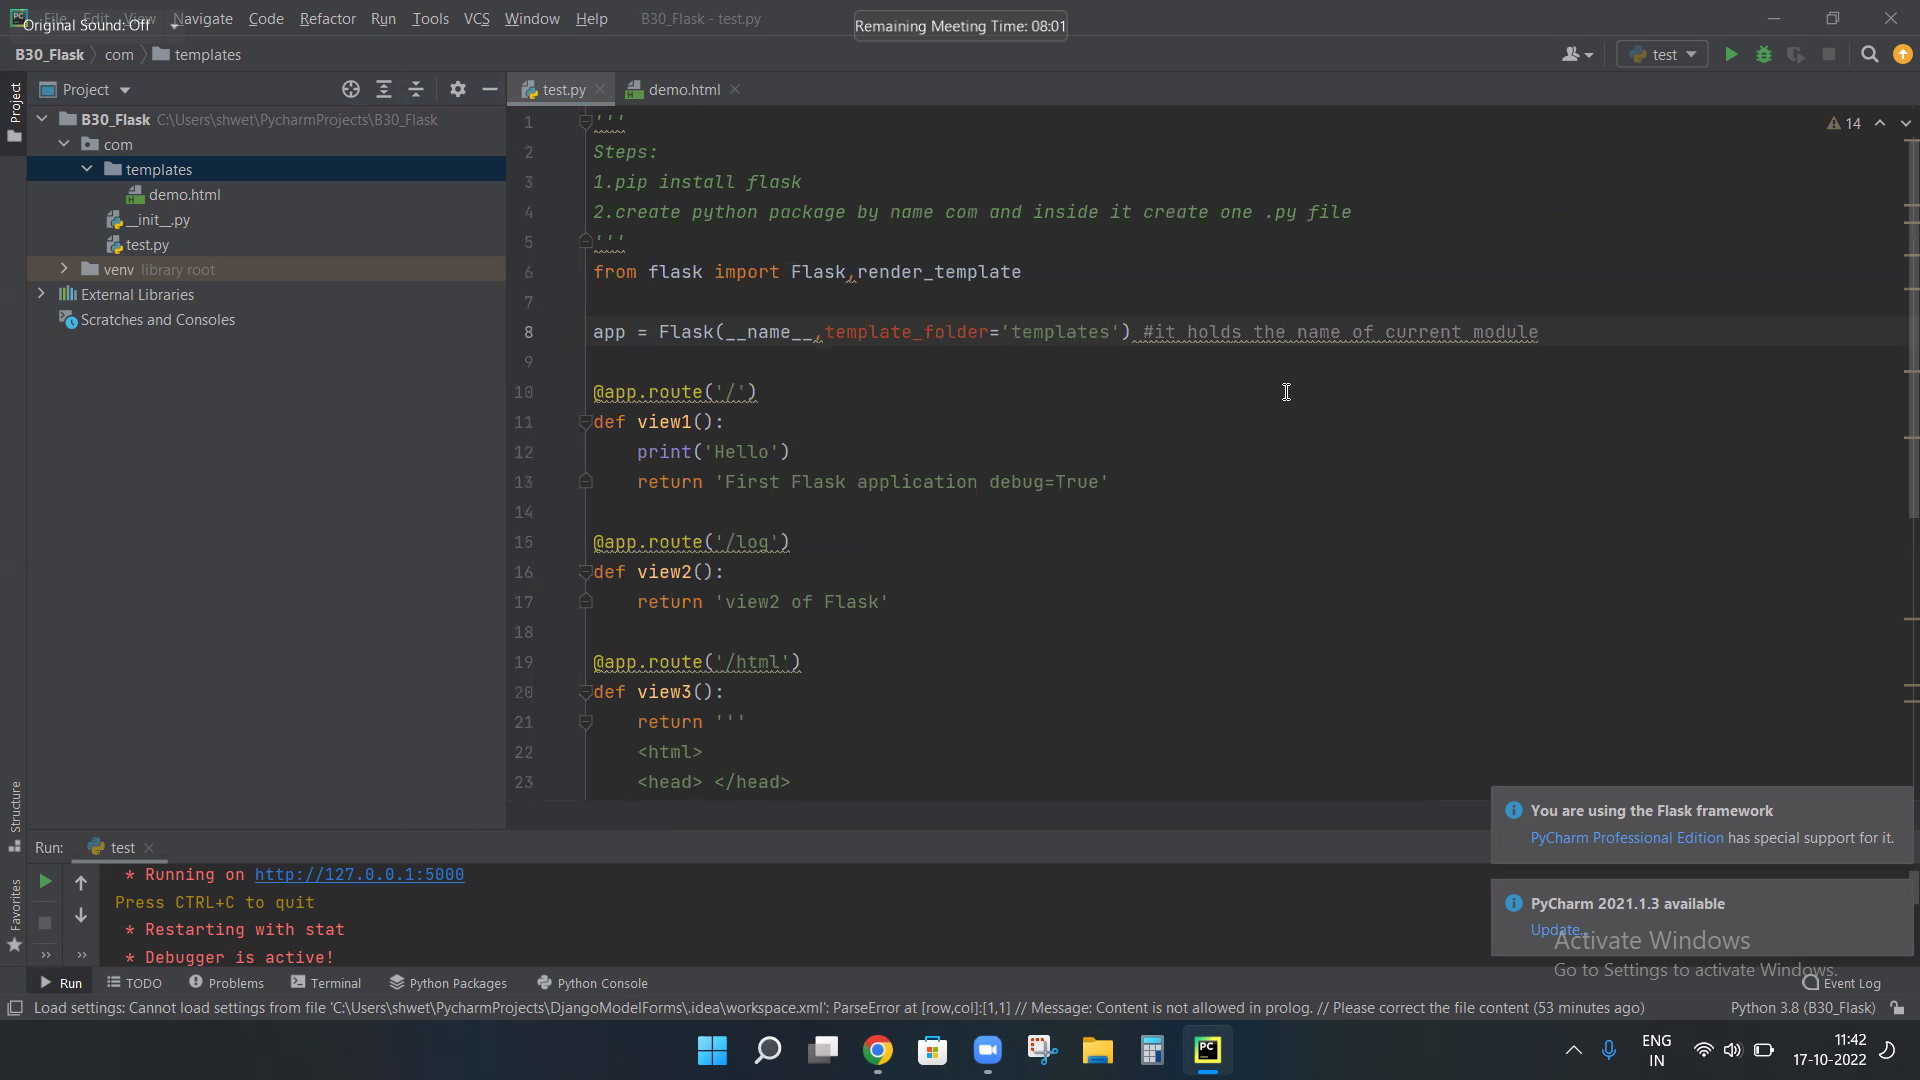 File Edit View Navigate Code Refactor Run Tools VCS Window Help B30_Flask - test.py
Original Sound: Off
Remaining Meeting Time: 08:01
B30_Flask com templates
test
Project
Project
test.py
demo.html
B30_Flask C:\Users\shwet\PycharmProjects\B30_Flask
com
templates
demo.html
__init__.py
test.py
venv library root
External Libraries
Scratches and Consoles
14
1 '''
2 Steps:
3 1.pip install flask
4 2.create python package by name com and inside it create one .py file
5 '''
6 from flask import Flask,render_template
7
8 app = Flask(__name__,template_folder='templates') #it holds the name of current module
9
10 @app.route('/')
11 def view1():
12 print('Hello')
13 return 'First Flask application debug=True'
14
15 @app.route('/log')
16 def view2():
17 return 'view2 of Flask'
18
19 @app.route('/html')
20 def view3():
21 return '''
22 <html>
23 <head> </head>
Structure
Favorites
You are using the Flask framework
PyCharm Professional Edition has special support for it.
PyCharm 2021.1.3 available
Update...
Activate Windows
Go to Settings to activate Windows.
Run: test
* Running on http://127.0.0.1:5000
Press CTRL+C to quit
* Restarting with stat
* Debugger is active!
Run TODO Problems Terminal Python Packages Python Console Event Log
Load settings: Cannot load settings from file 'C:\Users\shwet\PycharmProjects\DjangoModelForms\.idea\workspace.xml': ParseError at [row,col]:[1,1] // Message: Content is not allowed in prolog. // Please correct the file content (53 minutes ago)
Python 3.8 (B30_Flask)
PC
ENG
IN
11:42
17-10-2022